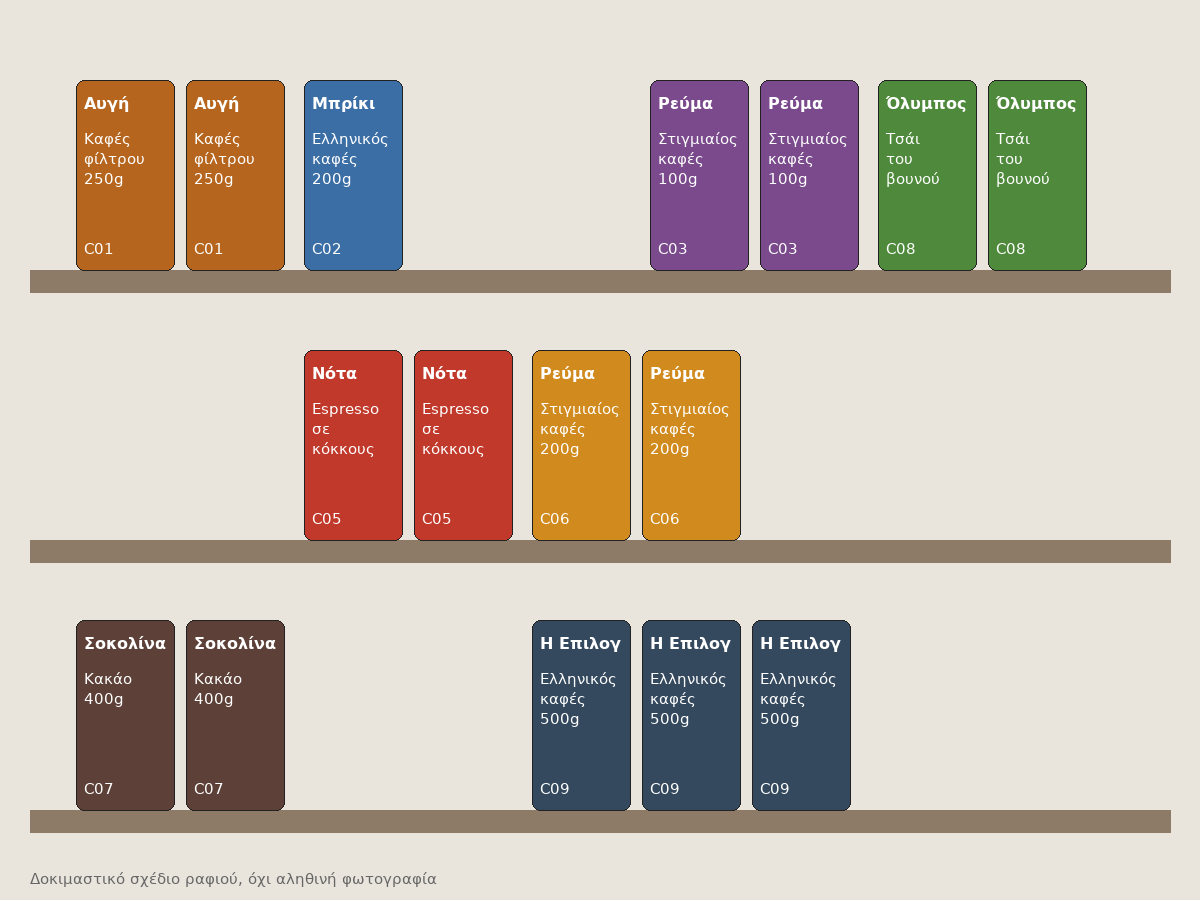 Αυγή
Καφές
φίλτρου
250g
C01
Αυγή
Καφές
φίλτρου
250g
C01
Μπρίκι
Ελληνικός
καφές
200g
C02
Ρεύμα
Στιγμιαίος
καφές
100g
C03
Ρεύμα
Στιγμιαίος
καφές
100g
C03
Όλυμπος
Τσάι
του
βουνού
C08
Όλυμπος
Τσάι
του
βουνού
C08
Νότα
Espresso
σε
κόκκους
C05
Νότα
Espresso
σε
κόκκους
C05
Ρεύμα
Στιγμιαίος
καφές
200g
C06
Ρεύμα
Στιγμιαίος
καφές
200g
C06
Σοκολίνα
Κακάο
400g
C07
Σοκολίνα
Κακάο
400g
C07
Η Επιλογ
Ελληνικός
καφές
500g
C09
Η Επιλογ
Ελληνικός
καφές
500g
C09
Η Επιλογ
Ελληνικός
καφές
500g
C09
Δοκιμαστικό σχέδιο ραφιού, όχι αληθινή φωτογραφία